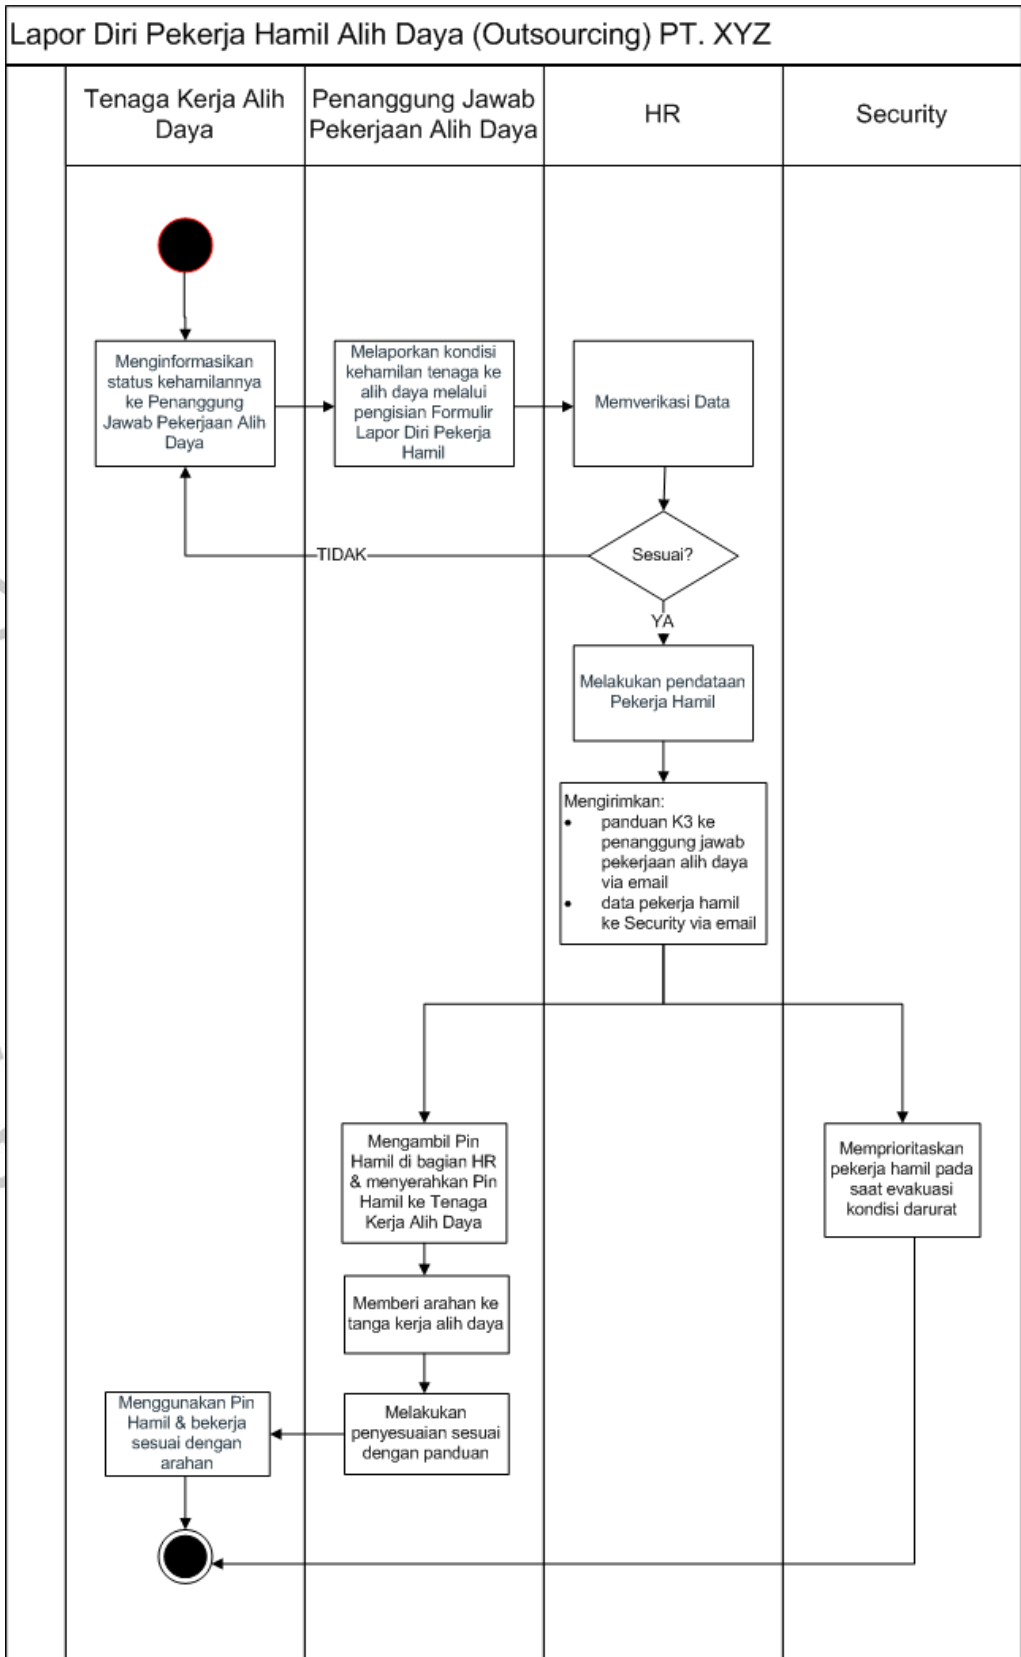 Lapor Diri Pekerja Hamil Alih Daya (Outsourcing) PT. XYZ
Tenaga Kerja Alih
Daya
Penanggung Jawab
Pekerjaan Alih Daya
HR
Security
Menginformasikan
status kehamilannya
ke Penanggung
Jawab Pekerjaan Alih
Daya
Melaporkan kondisi
kehamilan tenaga ke
alih daya melalui
pengisian Formulir
Lapor Diri Pekerja
Hamil
Memverikasi Data
Sesuai?
TIDAK
YA
Melakukan pendataan
Pekerja Hamil
Mengirimkan:
• panduan K3 ke
penanggung jawab
pekerjaan alih daya
via email
• data pekerja hamil
ke Security via email
Mengambil Pin
Hamil di bagian HR
& menyerahkan Pin
Hamil ke Tenaga
Kerja Alih Daya
Memprioritaskan
pekerja hamil pada
saat evakuasi
kondisi darurat
Memberi arahan ke
tanga kerja alih daya
Melakukan
penyesuaian sesuai
dengan panduan
Menggunakan Pin
Hamil & bekerja
sesuai dengan
arahan